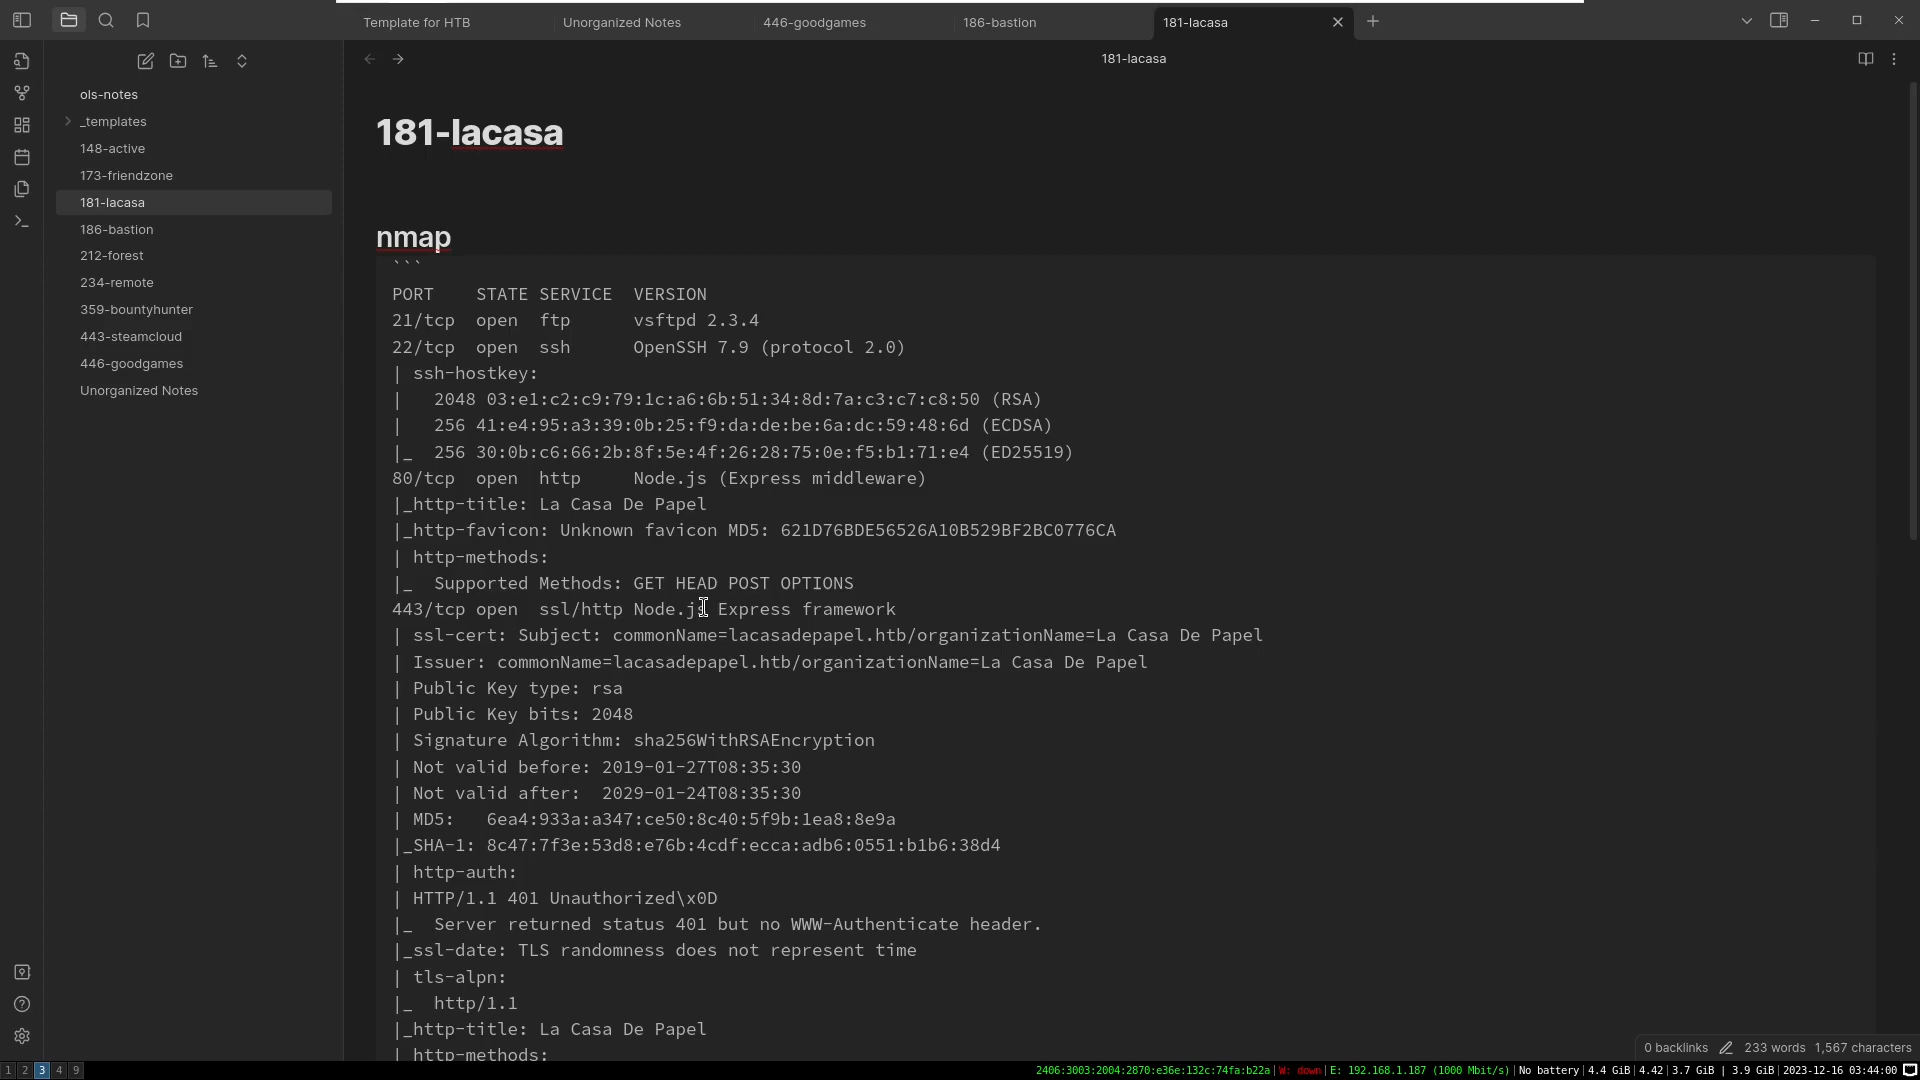 Template for HTB
Unorganized Notes
446-goodgames
186-bastion
181-lacasa
181-lacasa
ols-notes
_templates
148-active
173-friendzone
181-lacasa
186-bastion
212-forest
234-remote
359-bountyhunter
443-steamcloud
446-goodgames
Unorganized Notes
181-lacasa
nmap
```
PORT    STATE SERVICE  VERSION
21/tcp  open  ftp      vsftpd 2.3.4
22/tcp  open  ssh      OpenSSH 7.9 (protocol 2.0)
| ssh-hostkey:
|   2048 03:e1:c2:c9:79:1c:a6:6b:51:34:8d:7a:c3:c7:c8:50 (RSA)
|   256 41:e4:95:a3:39:0b:25:f9:da:de:be:6a:dc:59:48:6d (ECDSA)
|_  256 30:0b:c6:66:2b:8f:5e:4f:26:28:75:0e:f5:b1:71:e4 (ED25519)
80/tcp  open  http     Node.js (Express middleware)
|_http-title: La Casa De Papel
|_http-favicon: Unknown favicon MD5: 621D76BDE56526A10B529BF2BC0776CA
| http-methods:
|_  Supported Methods: GET HEAD POST OPTIONS
443/tcp open  ssl/http Node.js Express framework
| ssl-cert: Subject: commonName=lacasadepapel.htb/organizationName=La Casa De Papel
| Issuer: commonName=lacasadepapel.htb/organizationName=La Casa De Papel
| Public Key type: rsa
| Public Key bits: 2048
| Signature Algorithm: sha256WithRSAEncryption
| Not valid before: 2019-01-27T08:35:30
| Not valid after:  2029-01-24T08:35:30
| MD5:   6ea4:933a:a347:ce50:8c40:5f9b:1ea8:8e9a
|_SHA-1: 8c47:7f3e:53d8:e76b:4cdf:ecca:adb6:0551:b1b6:38d4
| http-auth:
| HTTP/1.1 401 Unauthorized\x0D
|_  Server returned status 401 but no WWW-Authenticate header.
|_ssl-date: TLS randomness does not represent time
| tls-alpn:
|_  http/1.1
|_http-title: La Casa De Papel
| http-methods:
0 backlinks
233 words
1,567 characters
1 2 3 4 9
2406:3003:2004:2870:e36e:132c:74fa:b22a|W: down|E: 192.168.1.187 (1000 Mbit/s)|No battery|4.4 GiB|4.42|3.7 GiB | 3.9 GiB|2023-12-16 03:44:00